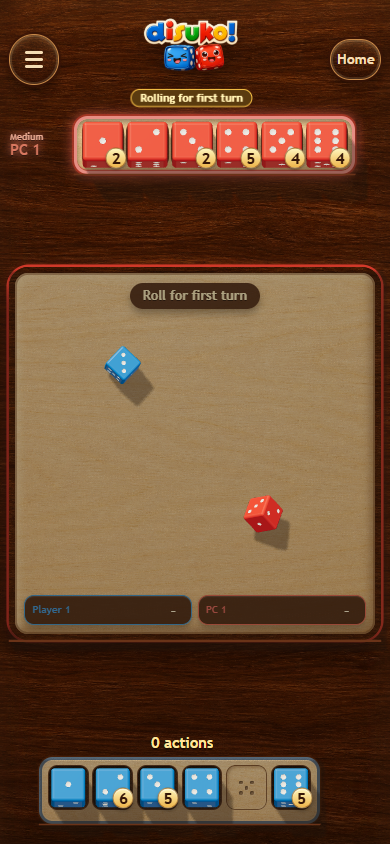 disuko!
Home
Rolling for first turn
Medium
PC 1
2
2
5
4
4
Roll for first turn
Player 1 –
PC 1 –
0 actions
6
5
5